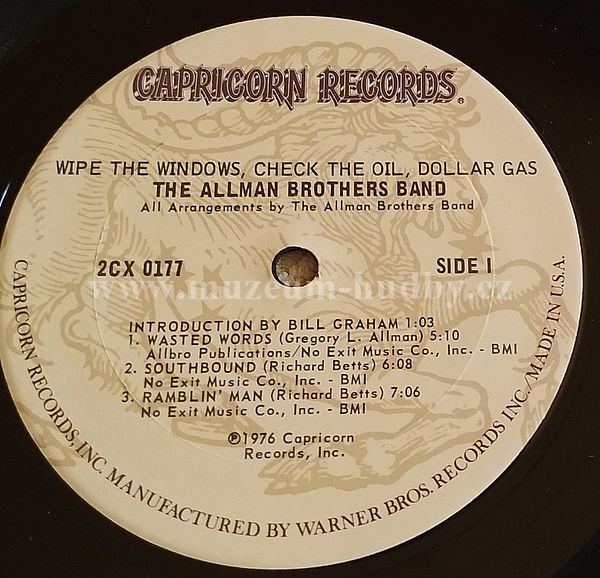 CAPRICORN RECORDS®
WIPE THE WINDOWS, CHECK THE OIL, DOLLAR GAS
THE ALLMAN BROTHERS BAND
All Arrangements by The Allman Brothers Band
2CX 0177
SIDE 1
www.muzeum-hudby.cz
INTRODUCTION BY BILL GRAHAM 1:03
1. WASTED WORDS (Gregory L. Allman) 5:10
Allbro Publications/No Exit Music Co., Inc. - BMI
2. SOUTHBOUND (Richard Betts) 6:08
No Exit Music Co., Inc. - BMI
3. RAMBLIN' MAN (Richard Betts) 7:06
No Exit Music Co., Inc. - BMI
℗1976 Capricorn
Records, Inc.
CAPRICORN RECORDS, INC. MANUFACTURED BY WARNER BROS. RECORDS INC./MADE IN U.S.A.